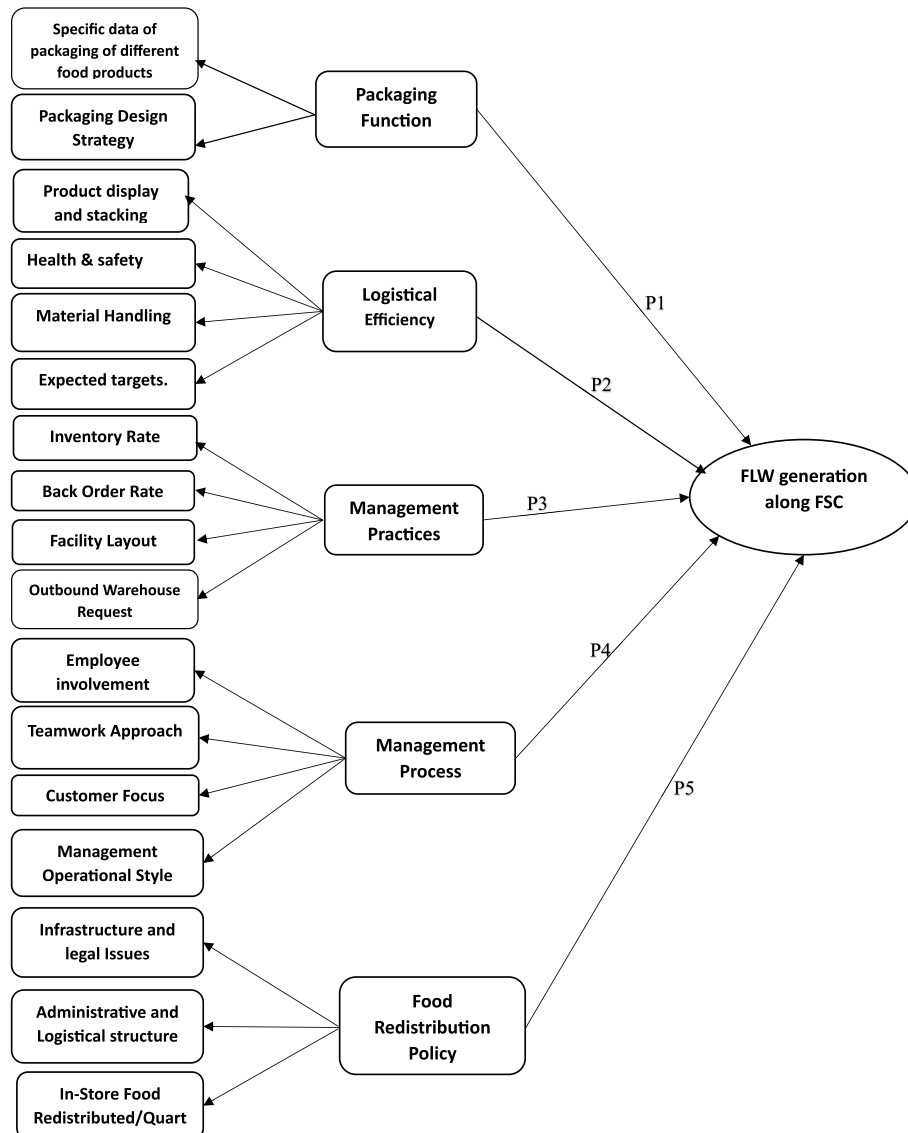 Specific data of
packaging of different
food products
Packaging Design
Strategy
Packaging
Function
Product display
and stacking
Health & safety
Material Handling
Expected targets.
Logistical
Efficiency
P1
P2
Inventory Rate
Back Order Rate
Facility Layout
Outbound Warehouse
Request
Management
Practices
P3
FLW generation
along FSC
Employee
involvement
Teamwork Approach
Customer Focus
Management
Operational Style
Management
Process
P4
P5
Infrastructure and
legal Issues
Administrative and
Logistical structure
In-Store Food
Redistributed/Quart
Food
Redistribution
Policy